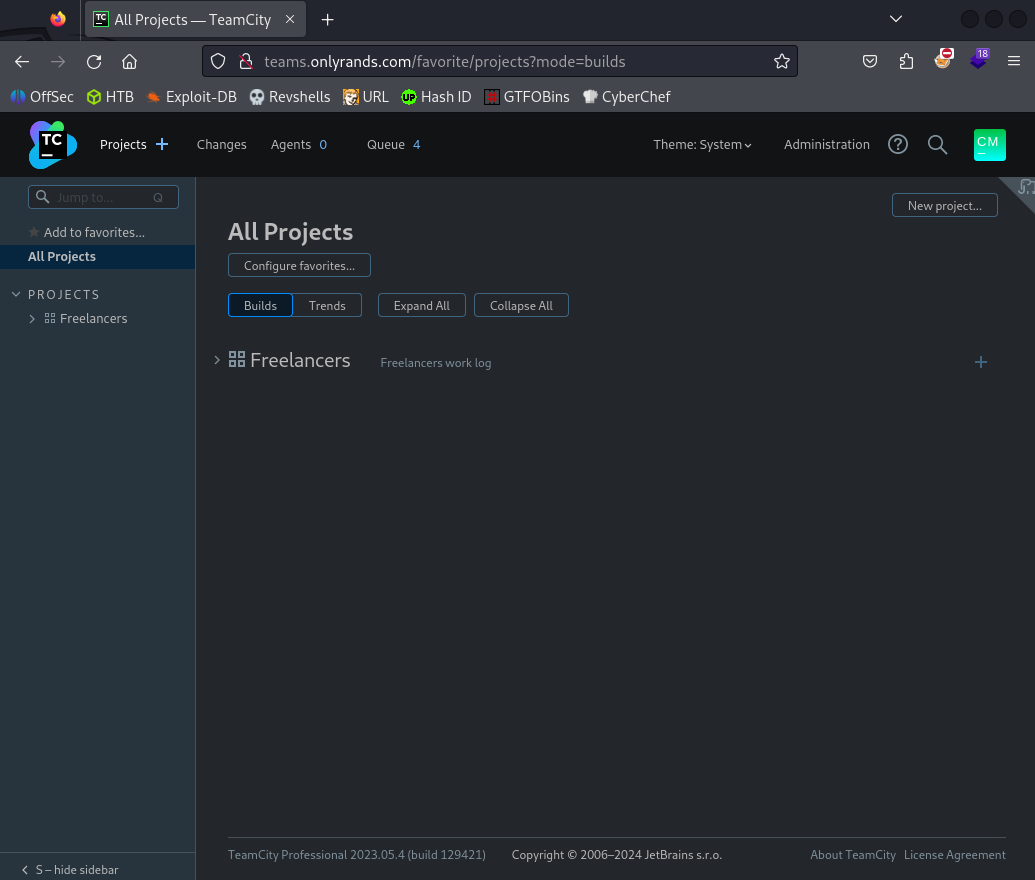 TC All Projects — TeamCity
teams.onlyrands.com/favorite/projects?mode=builds
18
OffSec HTB Exploit-DB Revshells URL UP Hash ID GTFOBins CyberChef
TC Projects Changes Agents 0 Queue 4 Theme: System Administration CM
Jump to... Q
New project...
Add to favorites...
All Projects
All Projects
Configure favorites...
PROJECTS
Builds Trends Expand All Collapse All
Freelancers
Freelancers Freelancers work log
TeamCity Professional 2023.05.4 (build 129421) Copyright © 2006–2024 JetBrains s.r.o. About TeamCity License Agreement
S – hide sidebar